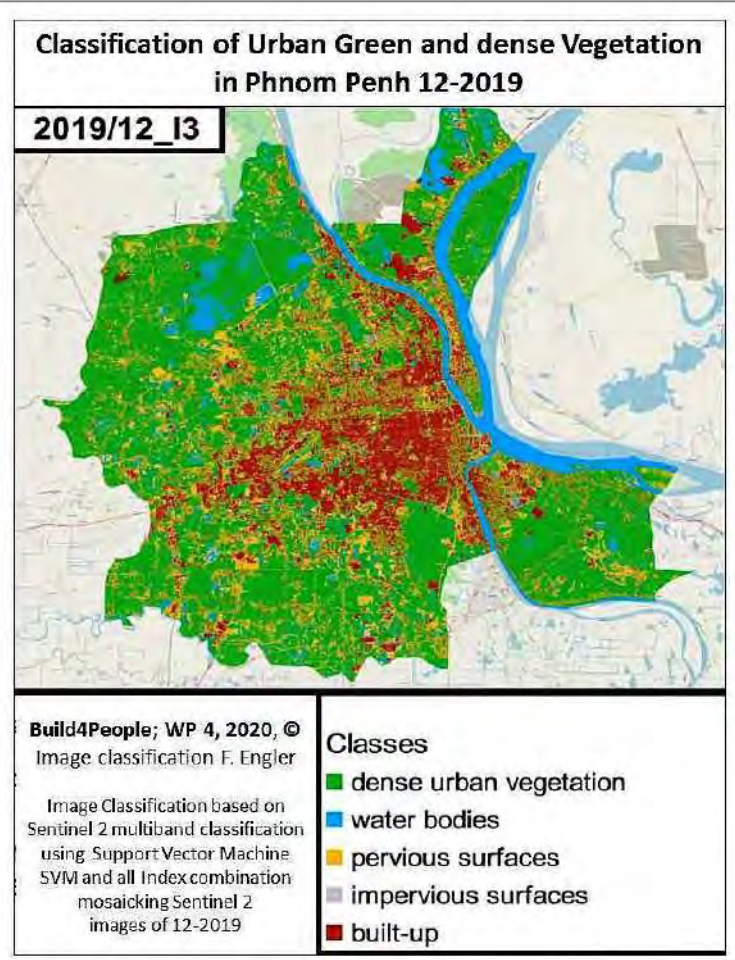 Classification of Urban Green and dense Vegetation
in Phnom Penh 12-2019
2019/12_I3
Build4People; WP 4, 2020, ©
Image classification F. Engler
Image Classification based on
Sentinel 2 multiband classification
using Support Vector Machine
SVM and all Index combination
mosaicking Sentinel 2
images of 12-2019
Classes
dense urban vegetation
water bodies
pervious surfaces
impervious surfaces
built-up